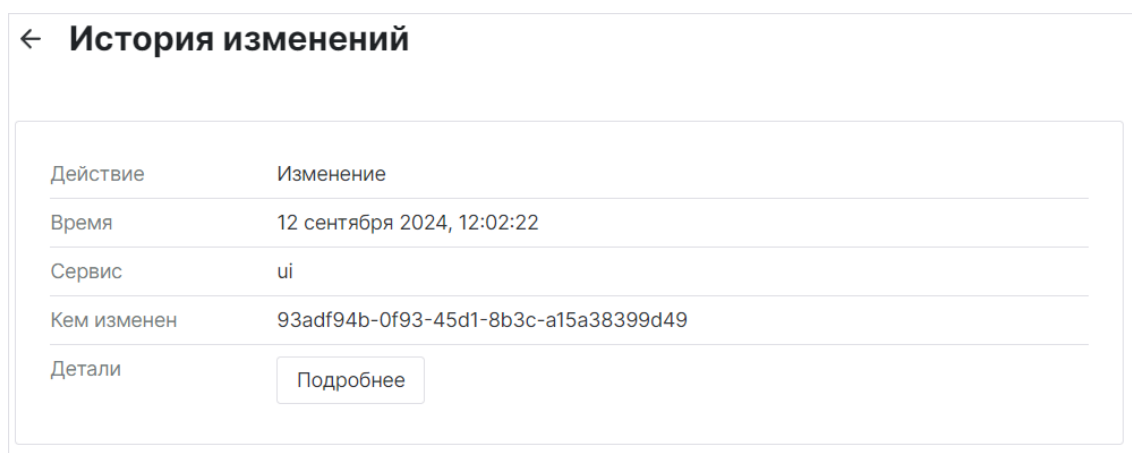 История изменений
Действие Изменение
Время 12 сентября 2024, 12:02:22
Сервис ui
Кем изменен 93adf94b-0f93-45d1-8b3c-a15a38399d49
Детали Подробнее